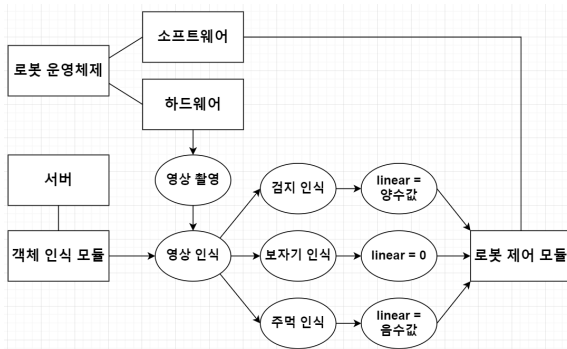 소프트웨어
로봇 운영체제
하드웨어
서버
영상 촬영
검지 인식
linear =
양수값
객체 인식 모듈
영상 인식
보자기 인식
linear = 0
로봇 제어 모듈
주먹 인식
linear =
음수값